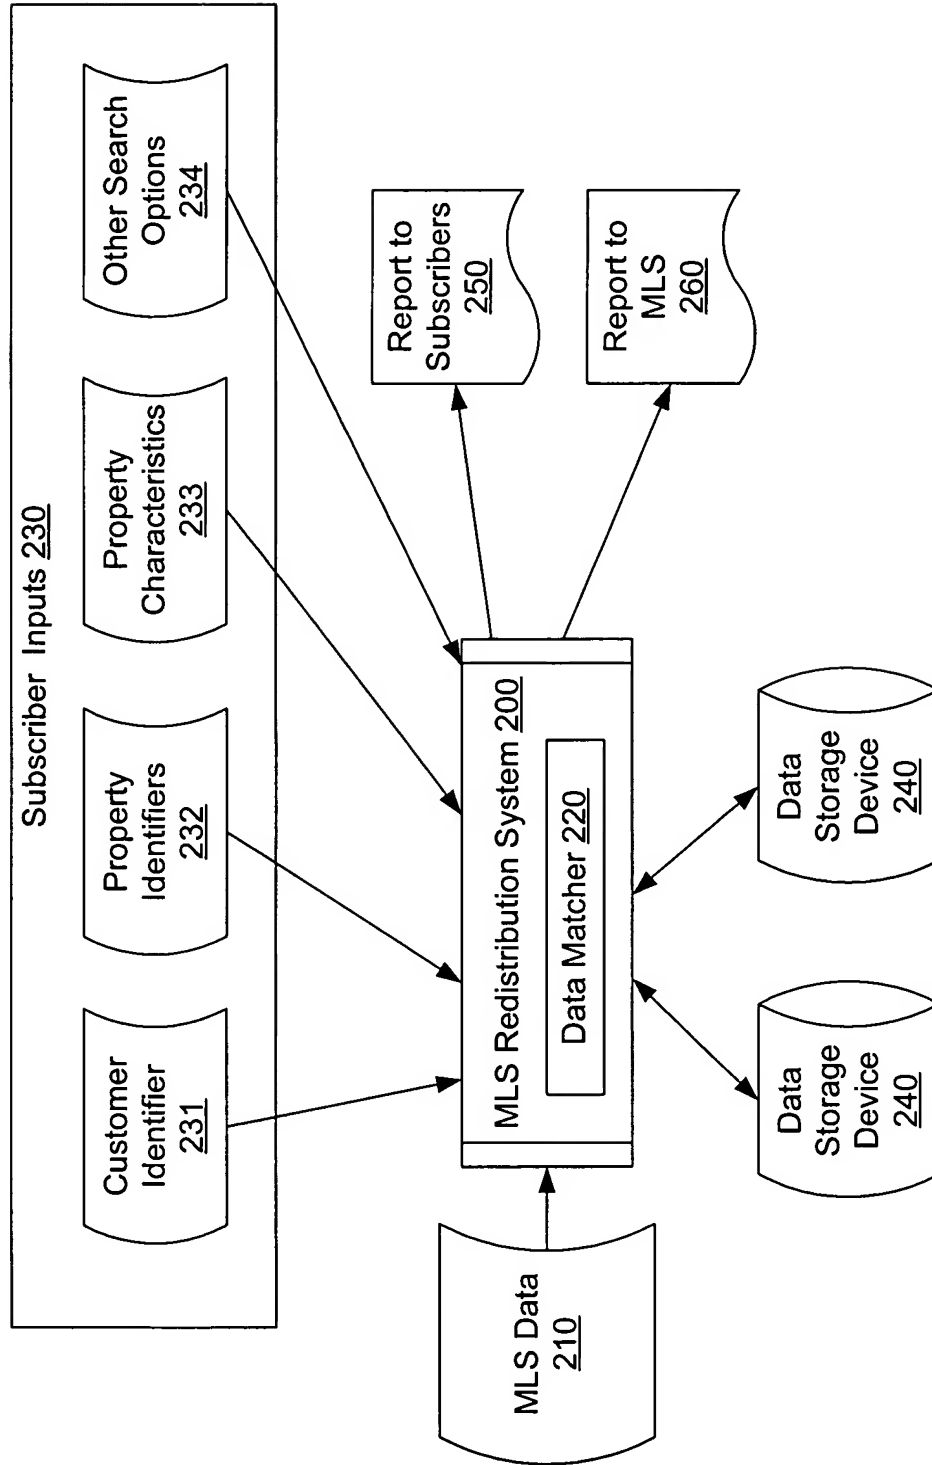 Subscriber Inputs 230
Customer
Identifier
231
Property
Identifiers
232
Property
Characteristics
233
Other Search
Options
234
MLS Data
210
MLS Redistribution System 200
Data Matcher 220
Report to
Subscribers
250
Report to
MLS
260
Data
Storage
Device
240
Data
Storage
Device
240